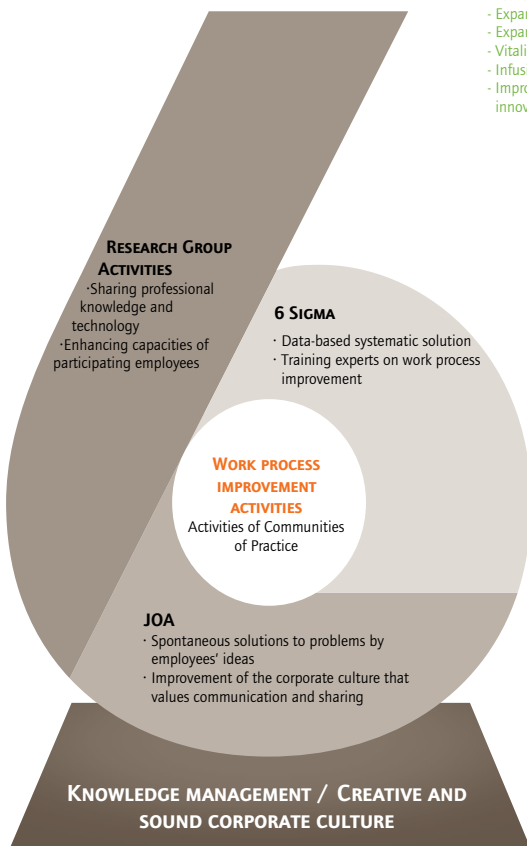 - Expan
- Expan
- Vitali
- Infus
- Impro
innov
RESEARCH GROUP
ACTIVITIES
·Sharing professional
knowledge and
technology
·Enhancing capacities of
participating employees
6 SIGMA
· Data-based systematic solution
· Training experts on work process
improvement
WORK PROCESS
IMPROVEMENT
ACTIVITIES
Activities of Communities
of Practice
JOA
· Spontaneous solutions to problems by
employees' ideas
· Improvement of the corporate culture that
values communication and sharing
KNOWLEDGE MANAGEMENT / CREATIVE AND
SOUND CORPORATE CULTURE